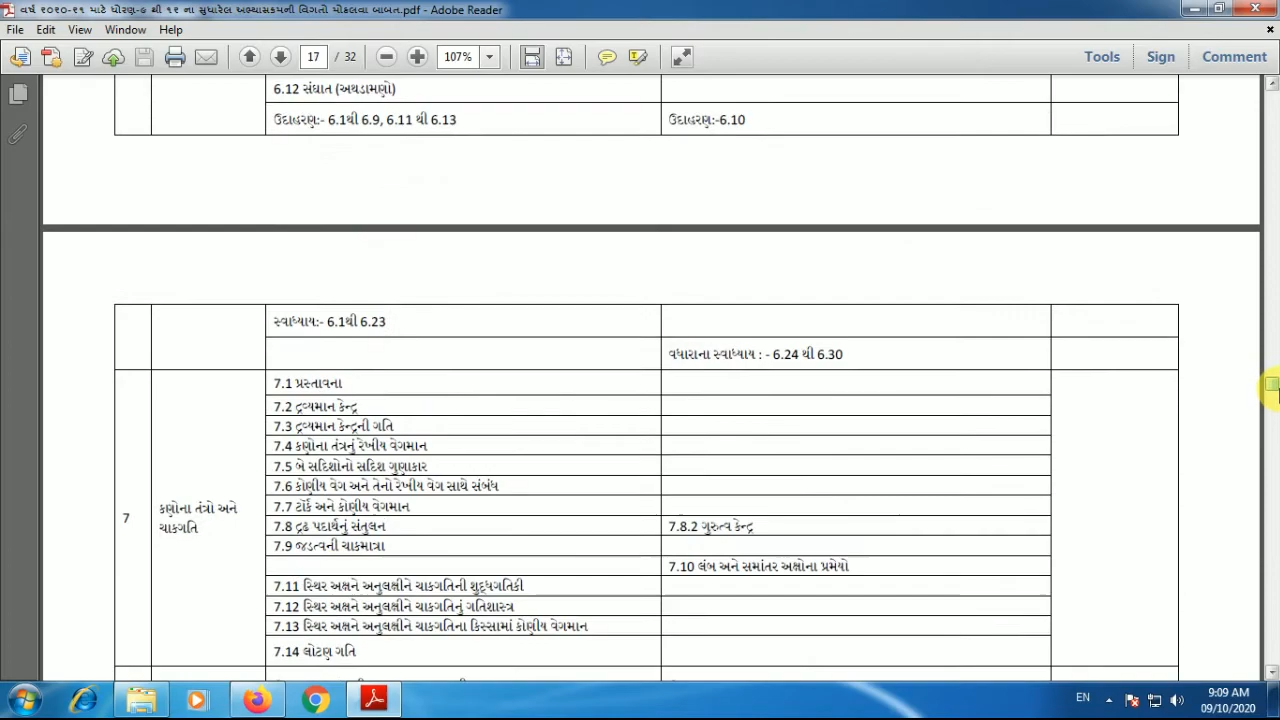 વર્ષ ૨૦૨૦-૨૧ માટે ધોરણ-૯ થી ૧૨ ના સુધારેલ અભ્યાસક્રમની વિગતો મોકલવા બાબત.pdf - Adobe Reader
File Edit View Window Help
17 / 32 107% Tools Sign Comment
6.12 સંઘાત (અથડામણો)
ઉદાહરણ:- 6.1થી 6.9, 6.11 થી 6.13 ઉદાહરણ:-6.10
સ્વાધ્યાય:- 6.1થી 6.23
વધારાના સ્વાધ્યાય : - 6.24 થી 6.30
7.1 પ્રસ્તાવના
7.2 દ્રવ્યમાન કેન્દ્ર
7.3 દ્રવ્યમાન કેન્દ્રની ગતિ
7.4 કણોના તંત્રનું રેખીય વેગમાન
7.5 બે સદિશોનો સદિશ ગુણાકાર
7.6 કોણીય વેગ અને તેનો રેખીય વેગ સાથે સંબંધ
7 કણોના તંત્રો અને ચાકગતિ
7.7 ટૉર્ક અને કોણીય વેગમાન
7.8 દ્રઢ પદાર્થનું સંતુલન 7.8.2 ગુરુત્વ કેન્દ્ર
7.9 જડત્વની ચાકમાત્રા
7.10 લંબ અને સમાંતર અક્ષોના પ્રમેયો
7.11 સ્થિર અક્ષને અનુલક્ષીને ચાકગતિની શુદ્ધગતિકી
7.12 સ્થિર અક્ષને અનુલક્ષીને ચાકગતિનું ગતિશાસ્ત્ર
7.13 સ્થિર અક્ષને અનુલક્ષીને ચાકગતિના કિસ્સામાં કોણીય વેગમાન
7.14 લોટણ ગતિ
EN 9:09 AM
09/10/2020